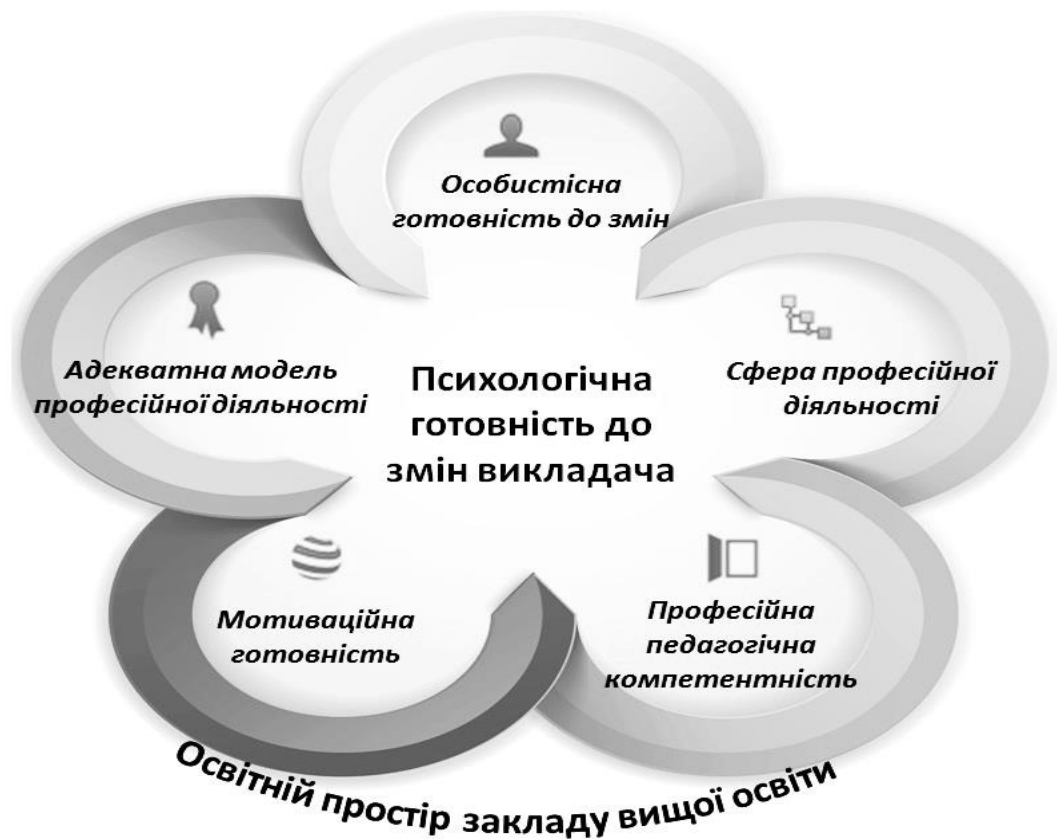 Особистісна
готовність до змін
Адекватна модель
професійної діяльності
Сфера професійної
діяльності
Психологічна
готовність до
змін викладача
Мотиваційна
готовність
Професійна
педагогічна
компетентність
Освітній простір закладу вищої освіти